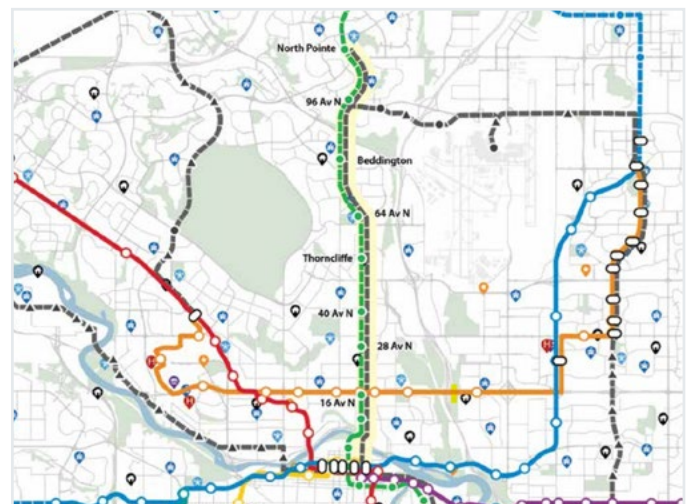 North Pointe
96 Av N
Beddington
64 Av N
Thorncliffe
40 Av N
28 Av N
16 Av N